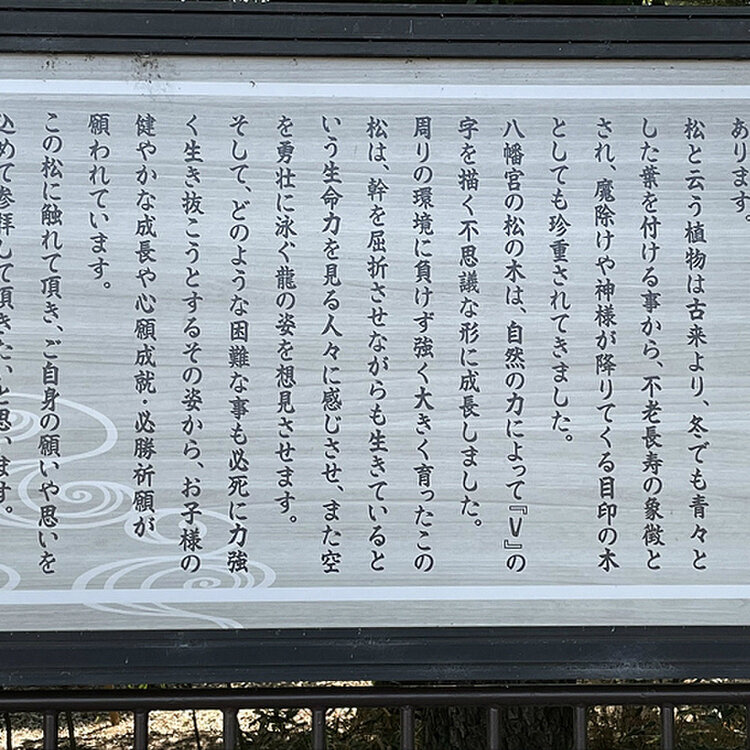 あります
松と云う植物は古来より、冬でも青々と
した葉を付ける事から、不老長寿の象徴と
され、魔除けや神様が降りてくる目印の木
としても珍重されてきました。
八幡宮の松の木は、自然の力によって『V』の
字を描く不思議な形に成長しました。
周りの環境に負けず強く大きく育ったこの
松は、幹を屈折させながらも生きていると
いう生命力を見る人々に感じさせ、また空
を勇壮に泳ぐ龍の姿を想見させます。
そして、どのような困難な事も必死に力強
く生き抜こうとするその姿から、お子様の
健やかな成長や心願成就・必勝祈願が
願われています。
この松に触れて頂き、ご自身の願いや思いを
込めて参拝して頂きたいと思います。